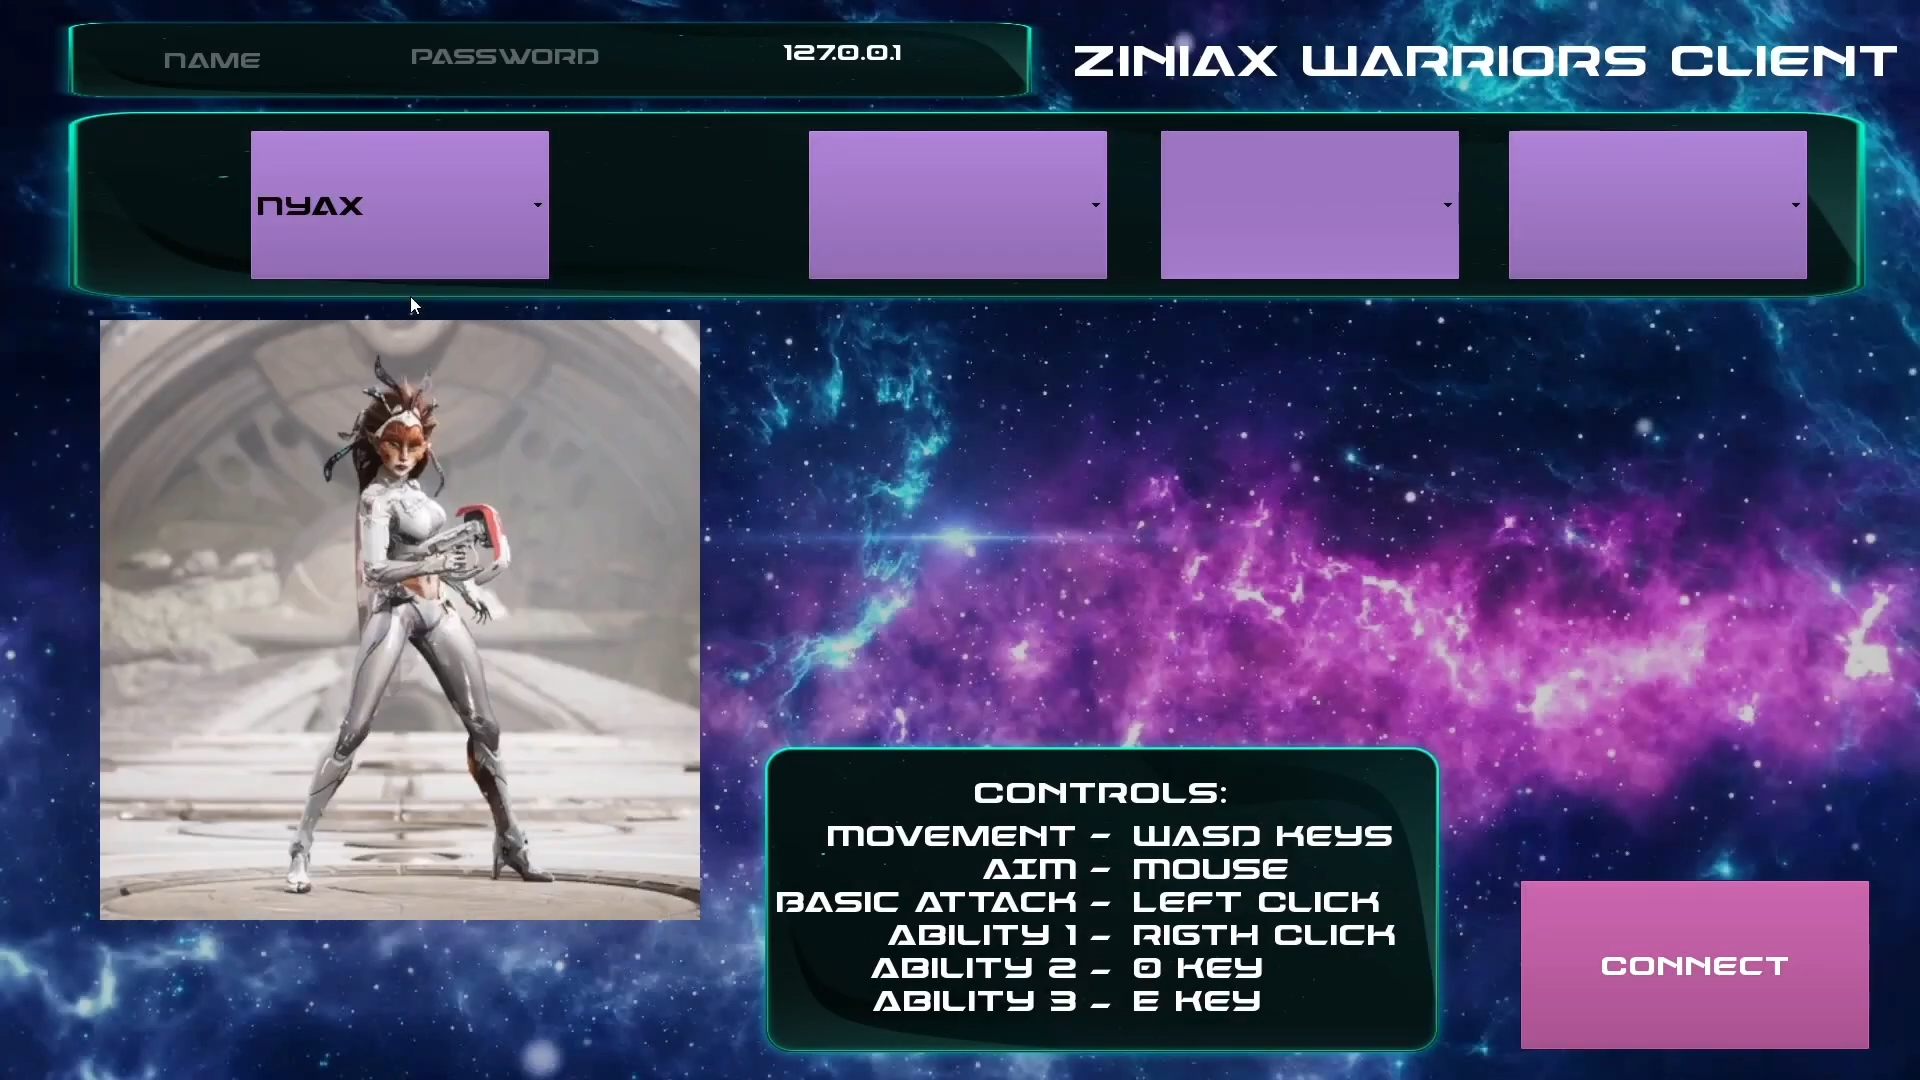 NAME
PASSWORD
127.0.0.1
ZINIAX WARRIORS CLIENT
NYAX
CONTROLS:
MOVEMENT - WASD KEYS
AIM - MOUSE
BASIC ATTACK - LEFT CLICK
ABILITY 1 - RIGTH CLICK
ABILITY 2 - Q KEY
ABILITY 3 - E KEY
CONNECT